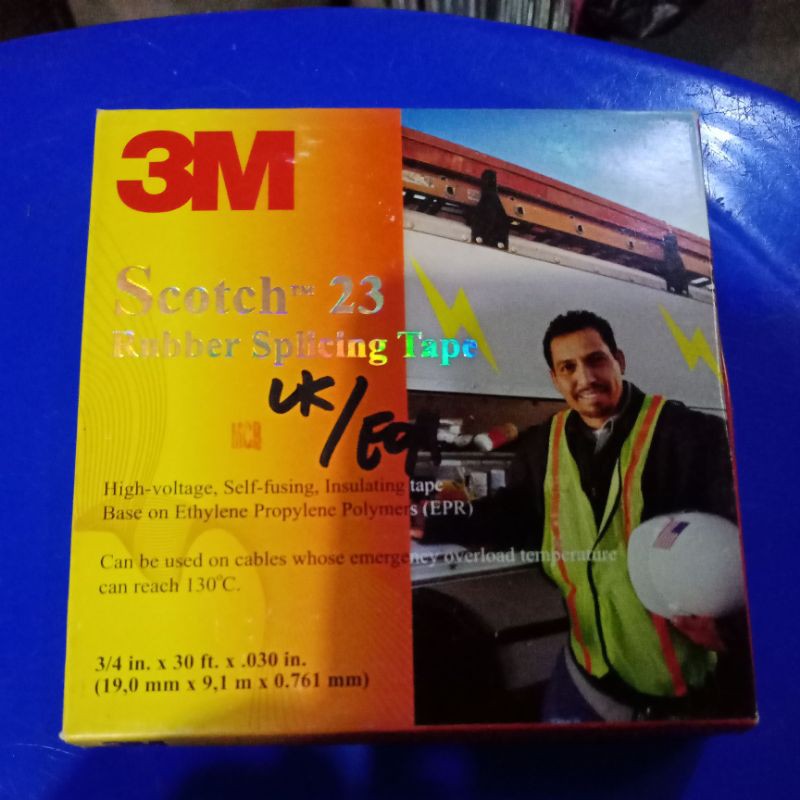 3M
Scotch™ 23
Rubber Splicing Tape
UK/
MCB
High-voltage, Self-fusing, Insulating tape
Base on Ethylene Propylene Polymers (EPR)
Can be used on cables whose emergency overload temperature
can reach 130°C.
3/4 in. x 30 ft. x .030 in.
(19,0 mm x 9,1 m x 0.761 mm)